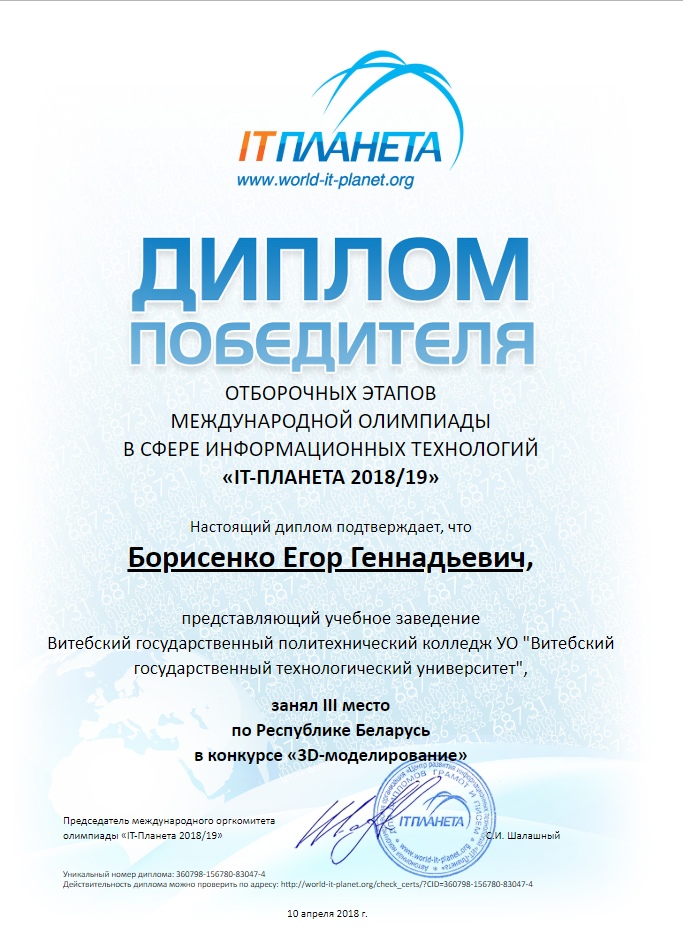 ITПЛАНЕТА
www.world-it-planet.org
ДИПЛОМ
ПОБЕДИТЕЛЯ
ОТБОРОЧНЫХ ЭТАПОВ
МЕЖДУНАРОДНОЙ ОЛИМПИАДЫ
В СФЕРЕ ИНФОРМАЦИОННЫХ ТЕХНОЛОГИЙ
«IT-ПЛАНЕТА 2018/19»
Настоящий диплом подтверждает, что
Борисенко Егор Геннадьевич,
представляющий учебное заведение
Витебский государственный политехнический колледж УО "Витебский
государственный технологический университет",
занял III место
по Республике Беларусь
в конкурсе «3D-моделирование»
Председатель международного оргкомитета
олимпиады «IT-Планета 2018/19»
ДЛЯ ДИПЛОМОВ ГРАМОТ И ПИСЕМ
ITПЛАНЕТА
www.world-it-planet.org
С.И. Шалашный
Уникальный номер диплома: 360798-156780-83047-4
Действительность диплома можно проверить по адресу: http://world-it-planet.org/check_certs/?CID=360798-156780-83047-4
10 апреля 2018 г.